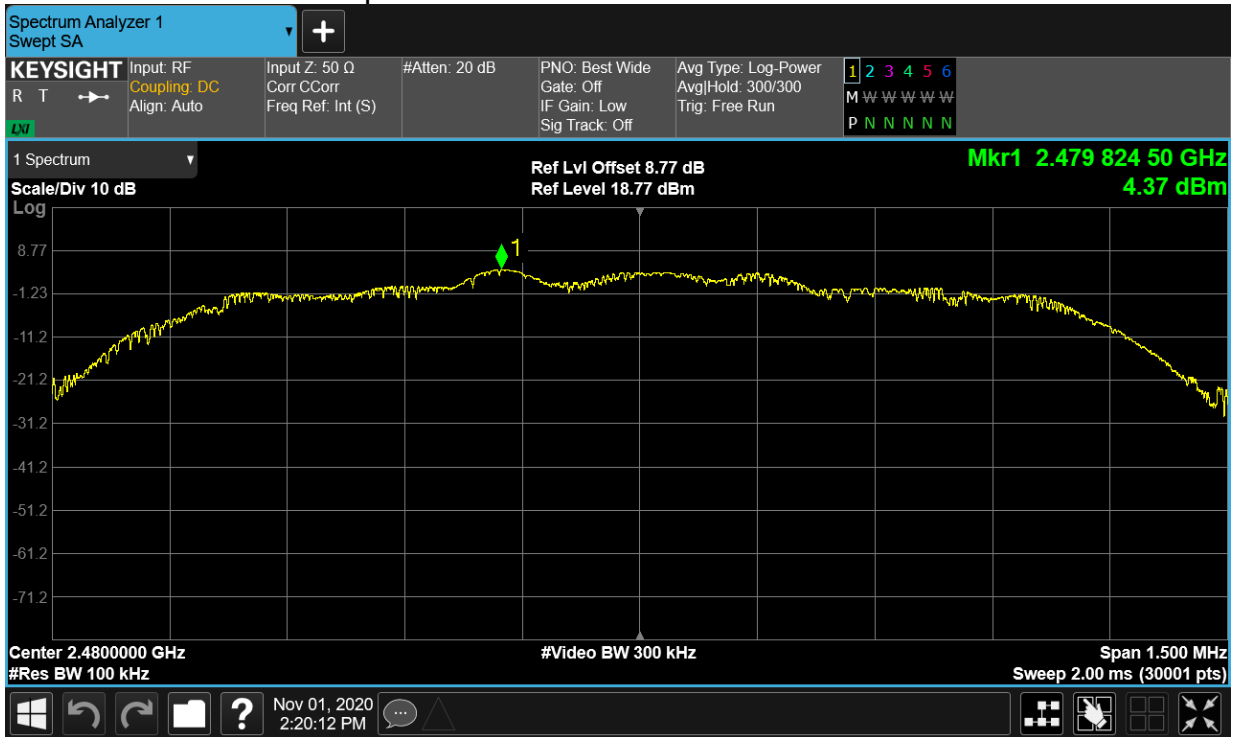 Spectrum Analyzer 1
Swept SA
+
KEYSIGHT
R T
LXI
Input: RF
Coupling: DC
Align: Auto
Input Z: 50 Ω
Corr CCorr
Freq Ref: Int (S)
#Atten: 20 dB
PNO: Best Wide
Gate: Off
IF Gain: Low
Sig Track: Off
Avg Type: Log-Power
Avg|Hold: 300/300
Trig: Free Run
1 2 3 4 5 6
M W W W W W
P N N N N N
1 Spectrum
Scale/Div 10 dB
Log
Ref Lvl Offset 8.77 dB
Ref Level 18.77 dBm
Mkr1 2.479 824 50 GHz
4.37 dBm
1
8.77
-1.23
-11.2
-21.2
-31.2
-41.2
-51.2
-61.2
-71.2
Center 2.4800000 GHz
#Res BW 100 kHz
#Video BW 300 kHz
Span 1.500 MHz
Sweep 2.00 ms (30001 pts)
?
Nov 01, 2020
2:20:12 PM